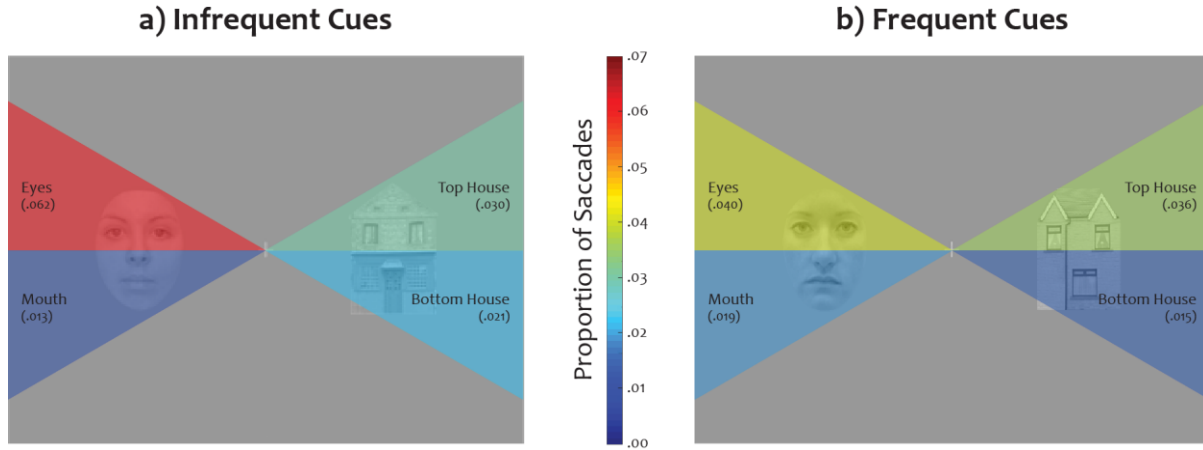 a) Infrequent Cues
Eyes
(.062)
Top House
(.030)
Mouth
(.013)
Bottom House
(.021)
Proportion of Saccades
.07
.06
.05
.04
.03
.02
.01
.00
b) Frequent Cues
Eyes
(.040)
Top House
(.036)
Mouth
(.019)
Bottom House
(.015)